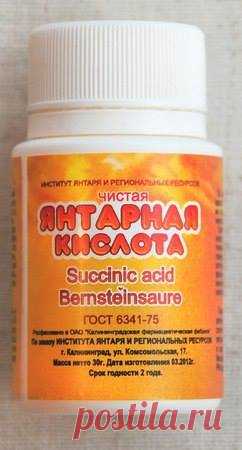 ИНСТИТУТ ЯНТАРЯ И РЕГИОНАЛЬНЫХ РЕСУРСОВ
ЧИСТАЯ
ЯНТАРНАЯ
КИСЛОТА
Succinic acid
Bernsteinsaure
ГОСТ 6341-75
Расфасовано в ОАО "Калининградская фармацевтическая фабрика"
По заказу ИНСТИТУТА ЯНТАРЯ И РЕГИОНАЛЬНЫХ РЕСУРСОВ
г. Калининград, ул. Комсомольская, 17.
Масса нетто 30г. Дата изготовления 03.2012г.
Срок годности 2 года.
postila.ru